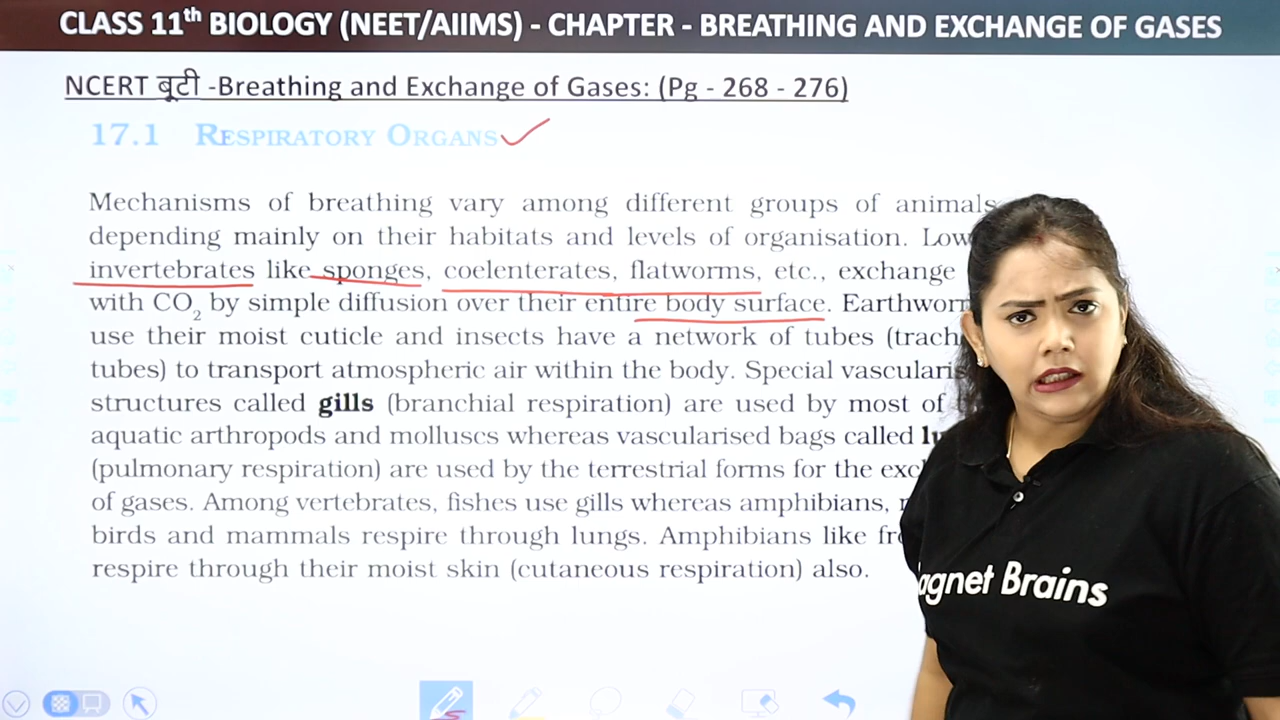 CLASS 11th BIOLOGY (NEET/AIIMS) - CHAPTER - BREATHING AND EXCHANGE OF GASES
NCERT बूटी -Breathing and Exchange of Gases: (Pg - 268 - 276)
17.1 RESPIRATORY ORGANS
Mechanisms of breathing vary among different groups of animals
depending mainly on their habitats and levels of organisation.
invertebrates like sponges, coelenterates, flatworms, etc., exchange
with CO2 by simple diffusion over their entire body surface.
use their moist cuticle and insects have a network of tubes
tubes) to transport atmospheric air within the body. Special
structures called gills (branchial respiration) are used by most of
aquatic arthropods and molluscs whereas vascularised bags called
(pulmonary respiration) are used by the terrestrial forms for the
of gases. Among vertebrates, fishes use gills whereas amphibians,
birds and mammals respire through lungs. Amphibians like
respire through their moist skin (cutaneous respiration) also.
agnet Brains